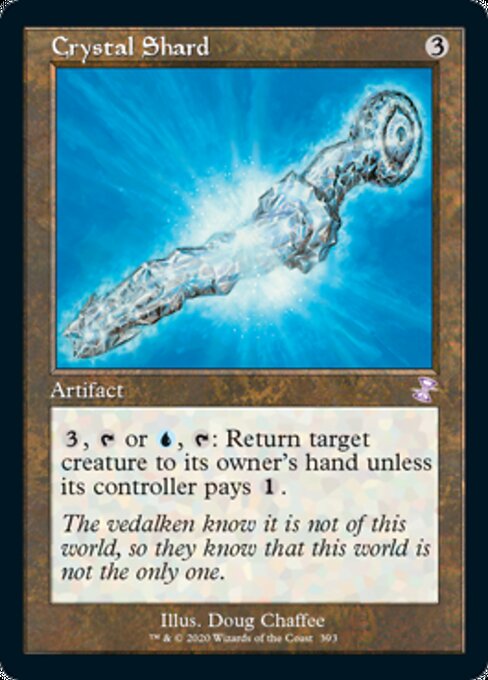 Crystal Shard 3
Artifact
3, or , : Return target
creature to its owner's hand unless
its controller pays 1 .
The vedalken know it is not of this
world, so they know that this world is
not the only one.
Illus. Doug Chaffee
™ & © 2020 Wizards of the Coast 393